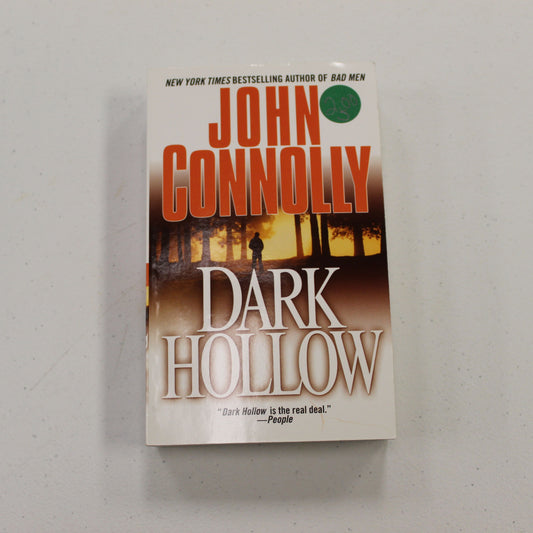 NEW YORK TIMES BESTSELLING AUTHOR OF BAD MEN
JOHN
CONNOLLY
DARK
HOLLOW
"Dark Hollow is the real deal."
—People